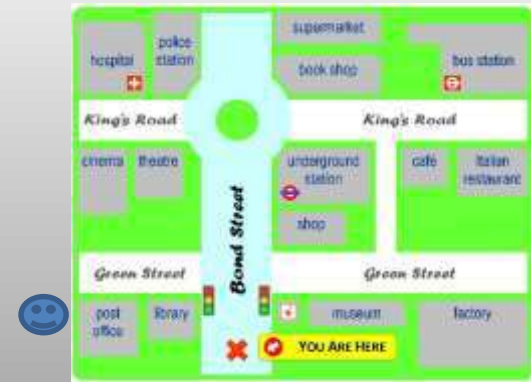 supermarket
police
station
hospital
book shop
bus station
King's Road
King's Road
cinema
theatre
underground
station
café
Italian
restaurant
shop
Bond Street
Green Street
Green Street
post
office
library
museum
factory
YOU ARE HERE